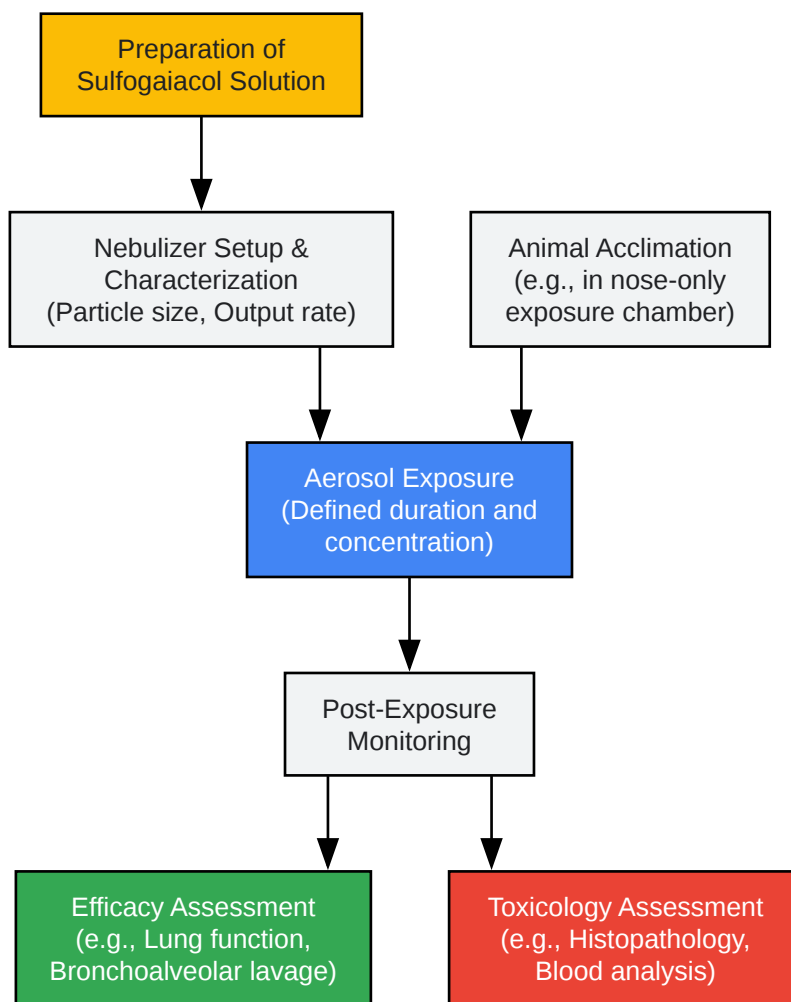 Preparation of
Sulfogaiacol Solution
Nebulizer Setup &
Characterization
(Particle size, Output rate)
Animal Acclimation
(e.g., in nose-only
exposure chamber)
Aerosol Exposure
(Defined duration and
concentration)
Post-Exposure
Monitoring
Efficacy Assessment
(e.g., Lung function,
Bronchoalveolar lavage)
Toxicology Assessment
(e.g., Histopathology,
Blood analysis)